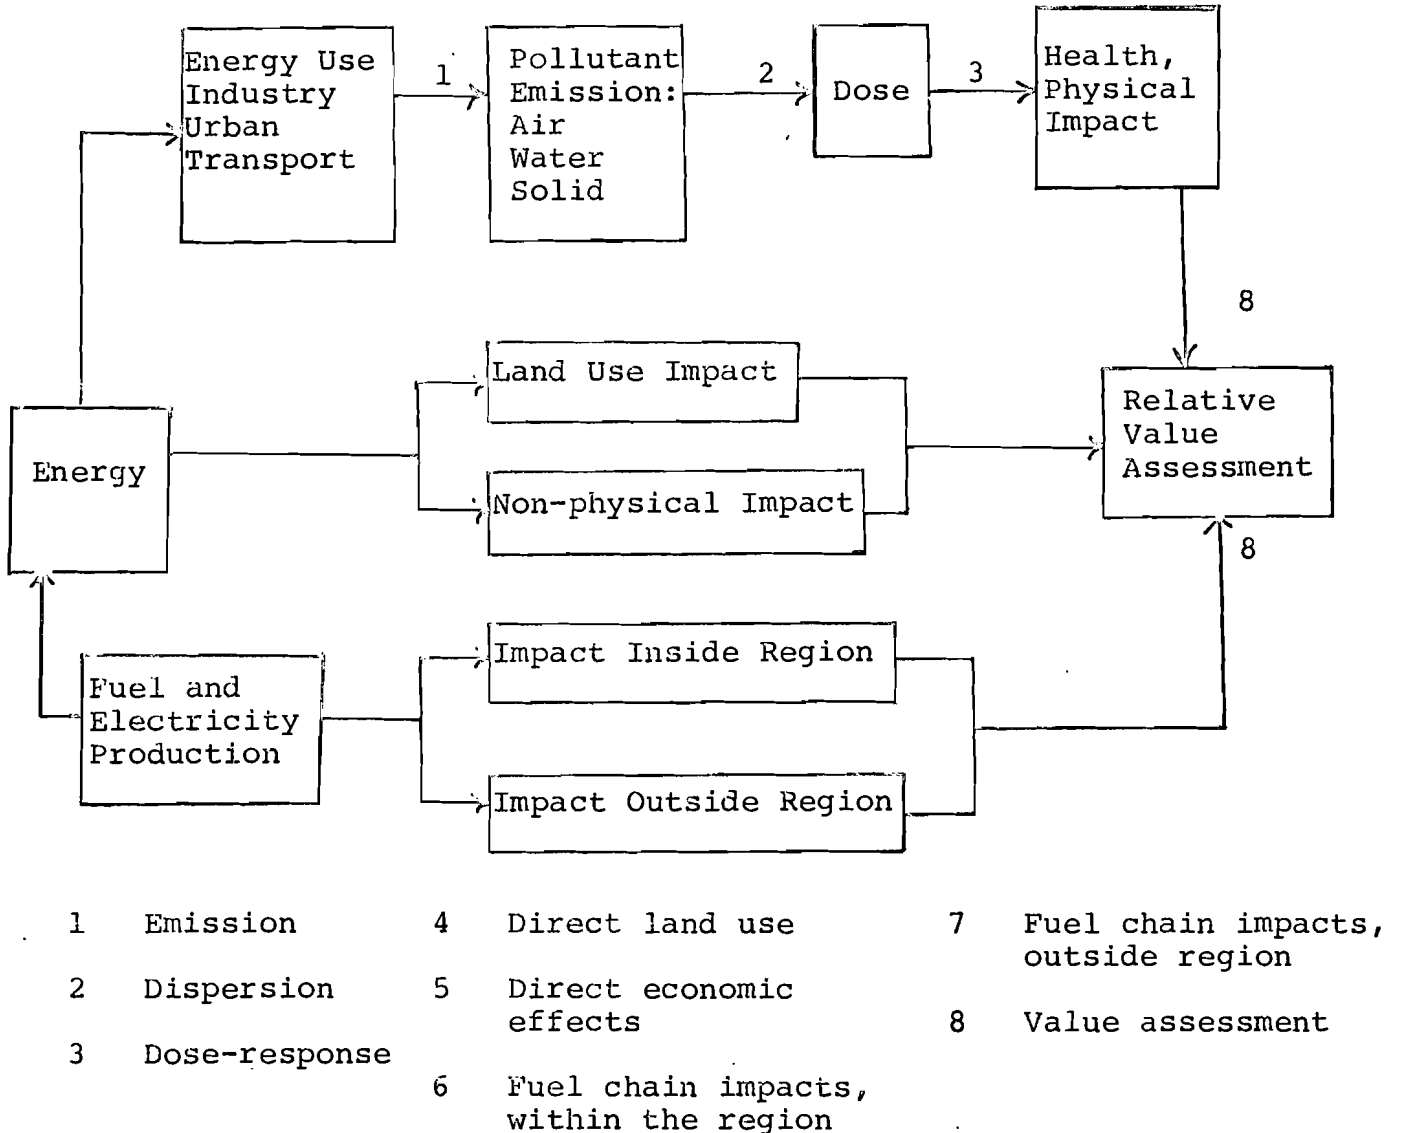 Energy Use
Industry
Urban
Transport
1
Pollutant
Emission:
Air
Water
Solid
2
Dose
3
Health,
Physical
Impact
8
Land Use Impact
Relative
Value
Assessment
Energy
Non-physical Impact
8
Impact Inside Region
Fuel and
Electricity
Production
Impact Outside Region
1 Emission
2 Dispersion
3 Dose-response
4 Direct land use
5 Direct economic
effects
6 Fuel chain impacts,
within the region
7 Fuel chain impacts,
outside region
8 Value assessment